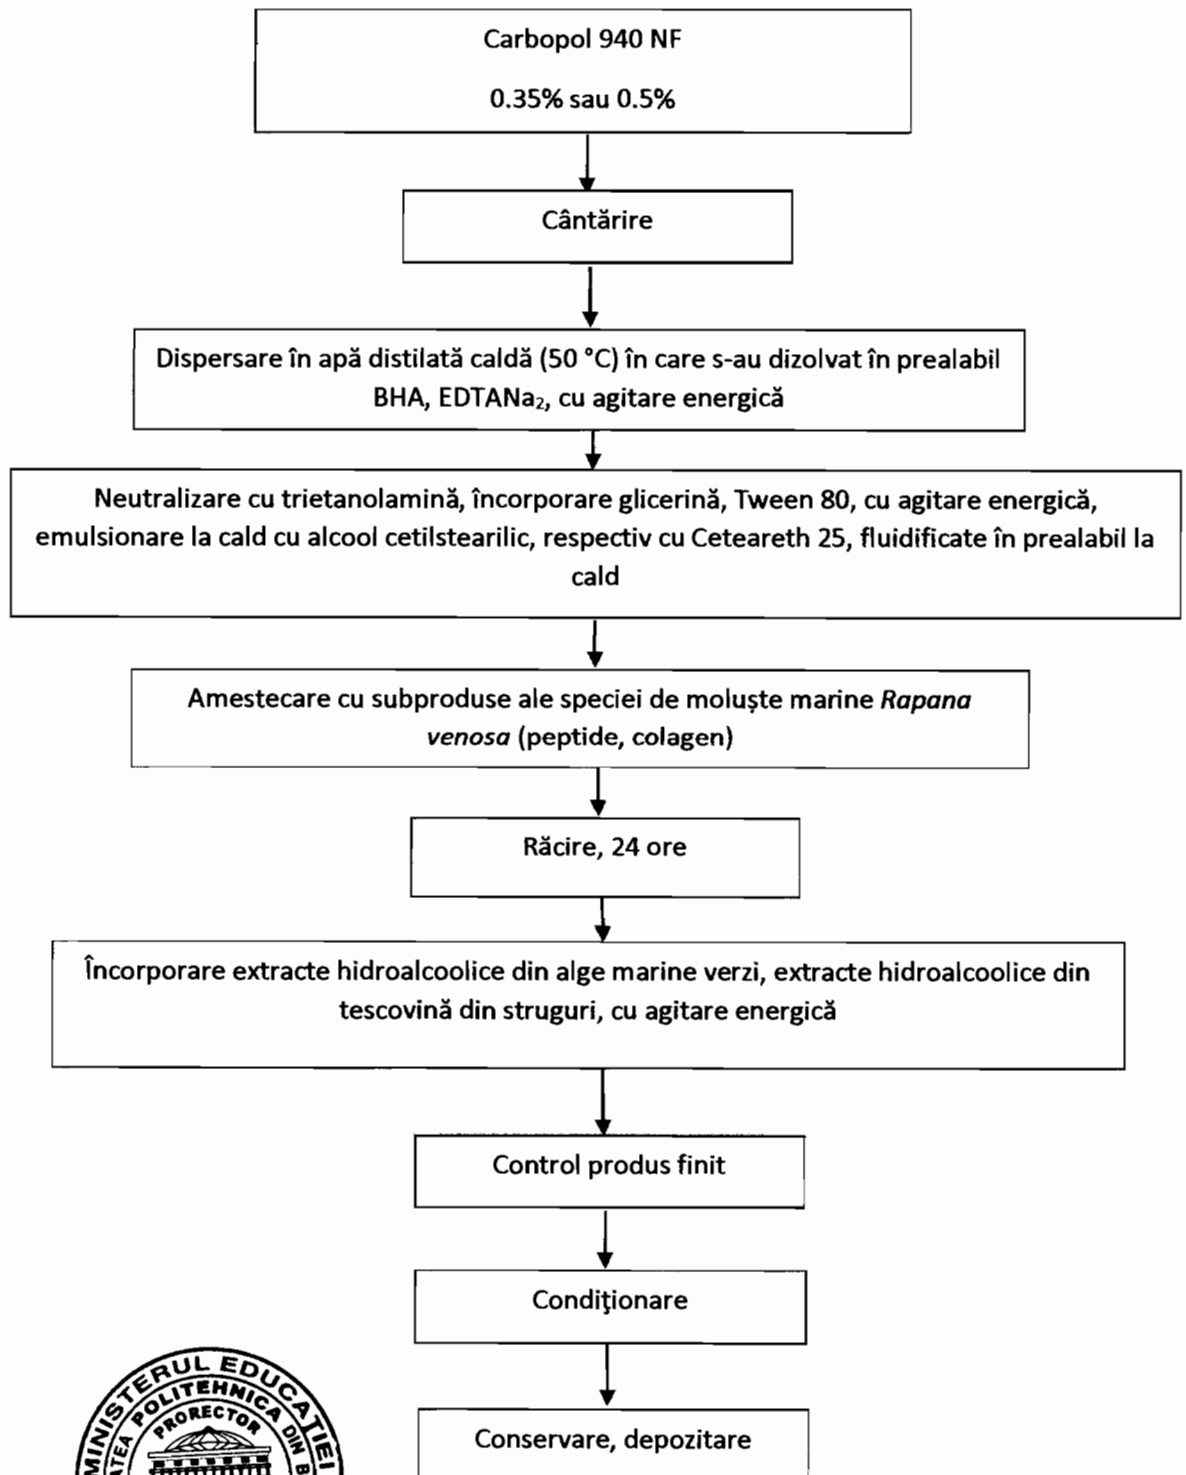 Carbopol 940 NF
0.35% sau 0.5%
Cântărire
Dispersare în apă distilată caldă (50 °C) în care s-au dizolvat în prealabil
BHA, EDTANa₂, cu agitare energică
Neutralizare cu trietanolamină, încorporare glicerină, Tween 80, cu agitare energică,
emulsionare la cald cu alcool cetilstearilic, respectiv cu Ceteareth 25, fluidificate în prealabil la
cald
Amestecare cu subproduse ale speciei de moluște marine Rapana
venosa (peptide, colagen)
Răcire, 24 ore
Încorporare extracte hidroalcoolice din alge marine verzi, extracte hidroalcoolice din
tescovină din struguri, cu agitare energică
Control produs finit
Condiţionare
Conservare, depozitare
MINISTERUL EDUCAȚIEI
POLITEHNICA DIN
PRORECTOR